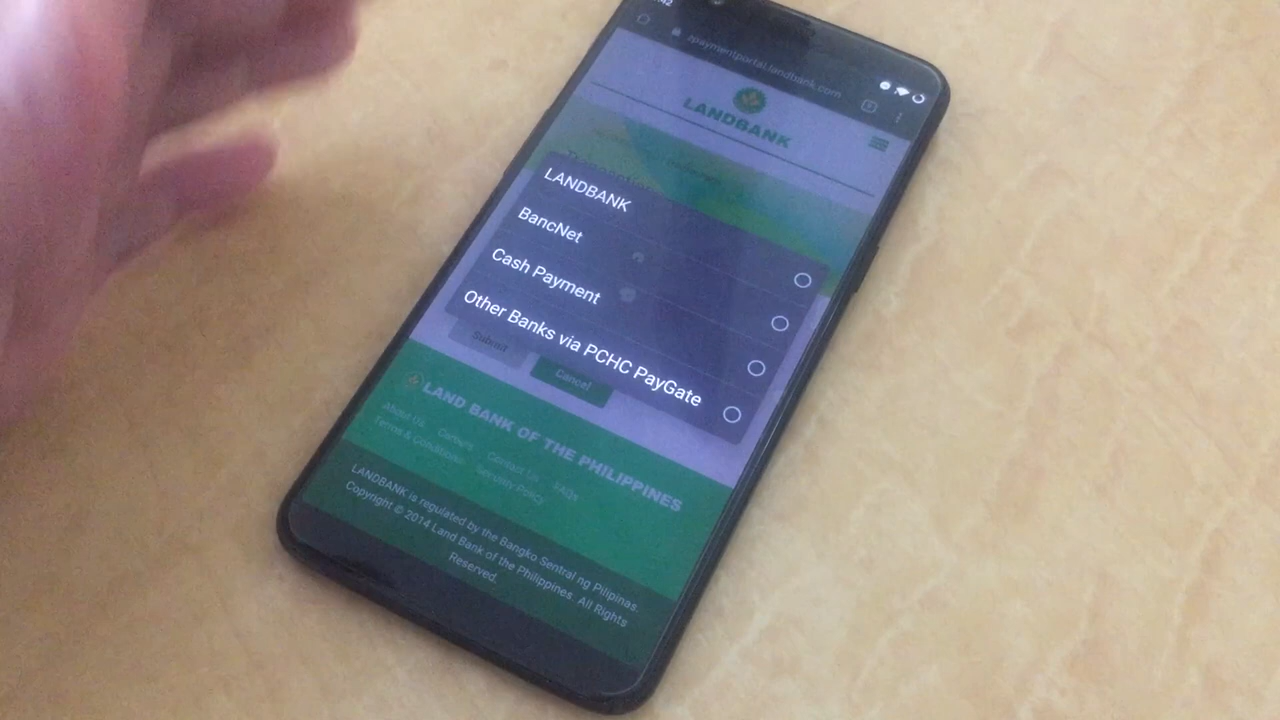 LANDBANK
LANDBANK
BancNet
Cash Payment
Other Banks via PCHC PayGate
Submit
Cancel
LAND BANK OF THE PHILIPPINES
About Us Careers Contact Us FAQs
Terms & Conditions Security Policy
LANDBANK is regulated by the Bangko Sentral ng Pilipinas.
Copyright © 2014 Land Bank of the Philippines. All Rights
Reserved.